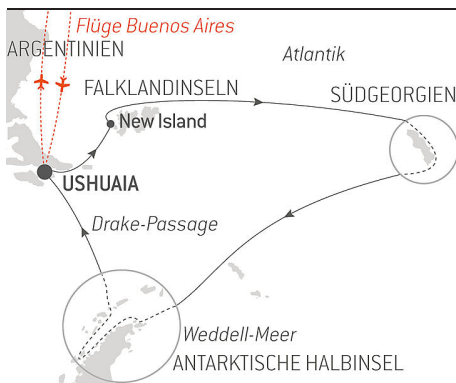 Flüge Buenos Aires
ARGENTINIEN
Atlantik
FALKLANDINSELN
SÜDGEORGIEN
New Island
USHUAIA
Drake-Passage
Weddell-Meer
ANTARKTISCHE HALBINSEL